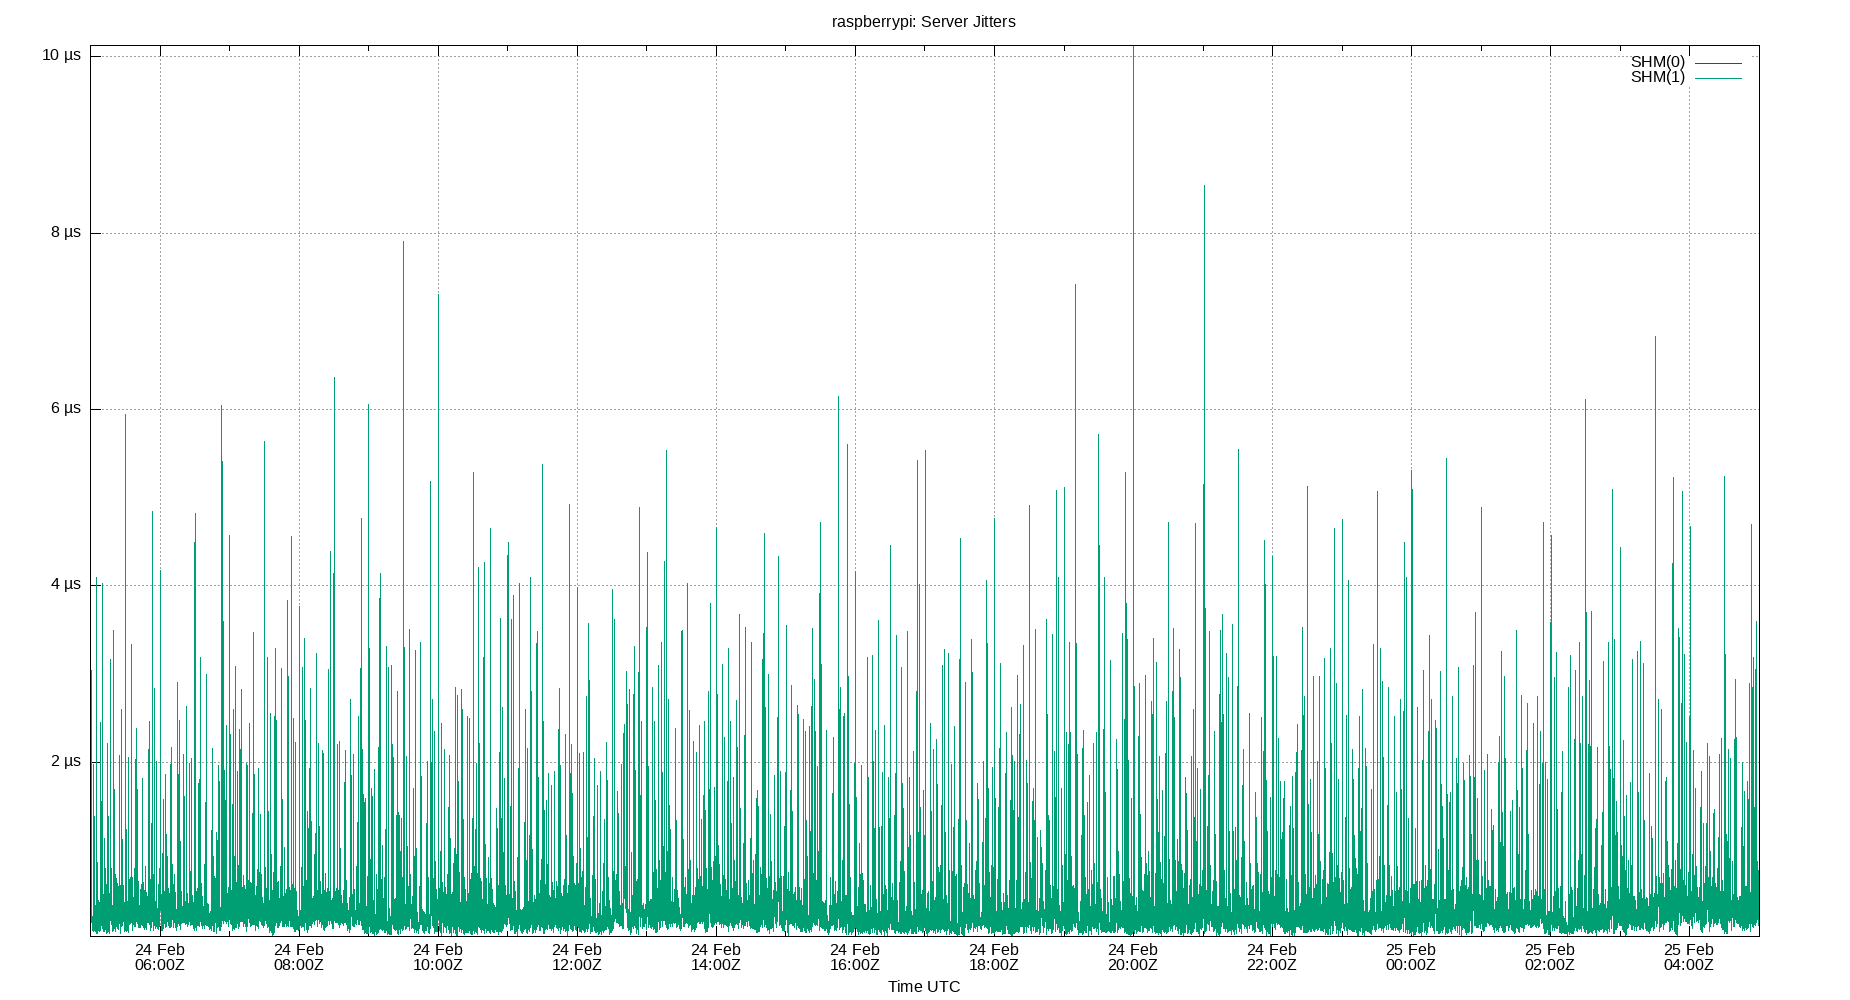 raspberrypi: Server Jitters
10 µs
8 µs
6 µs
4 µs
2 µs
SHM(0)
SHM(1)
24 Feb 24 Feb 24 Feb 24 Feb 24 Feb 24 Feb 24 Feb 24 Feb 24 Feb 25 Feb 25 Feb 25 Feb
06:00Z 08:00Z 10:00Z 12:00Z 14:00Z 16:00Z 18:00Z 20:00Z 22:00Z 00:00Z 02:00Z 04:00Z
Time UTC